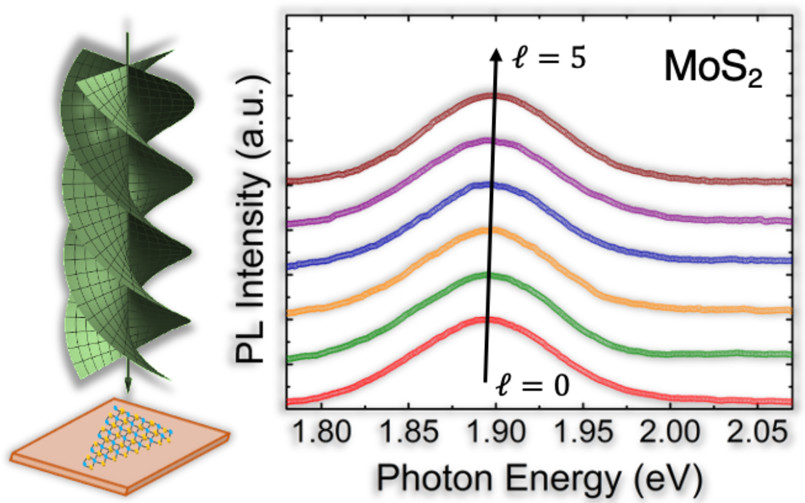 PL Intensity (a.u.)
ℓ = 5
MoS₂
ℓ = 0
1.80 1.85 1.90 1.95 2.00 2.05
Photon Energy (eV)